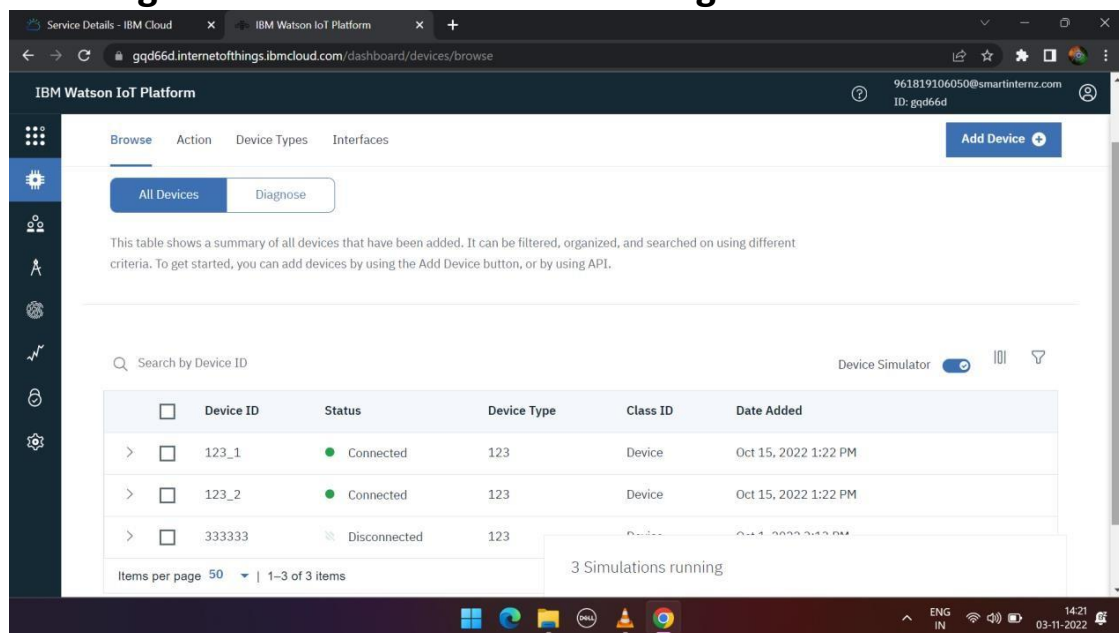 Service Details - IBM Cloud IBM Watson IoT Platform
gqd66d.internetofthings.ibmcloud.com/dashboard/devices/browse
IBM Watson IoT Platform
961819106050@smartinternz.com
ID: gqd66d
Browse Action Device Types Interfaces Add Device
All Devices Diagnose
This table shows a summary of all devices that have been added. It can be filtered, organized, and searched on using different
criteria. To get started, you can add devices by using the Add Device button, or by using API.
Search by Device ID Device Simulator
Device ID Status Device Type Class ID Date Added
123_1 Connected 123 Device Oct 15, 2022 1:22 PM
123_2 Connected 123 Device Oct 15, 2022 1:22 PM
333333 Disconnected 123
3 Simulations running
Items per page 50 | 1–3 of 3 items
DELL
ENG
IN
14:21
03-11-2022